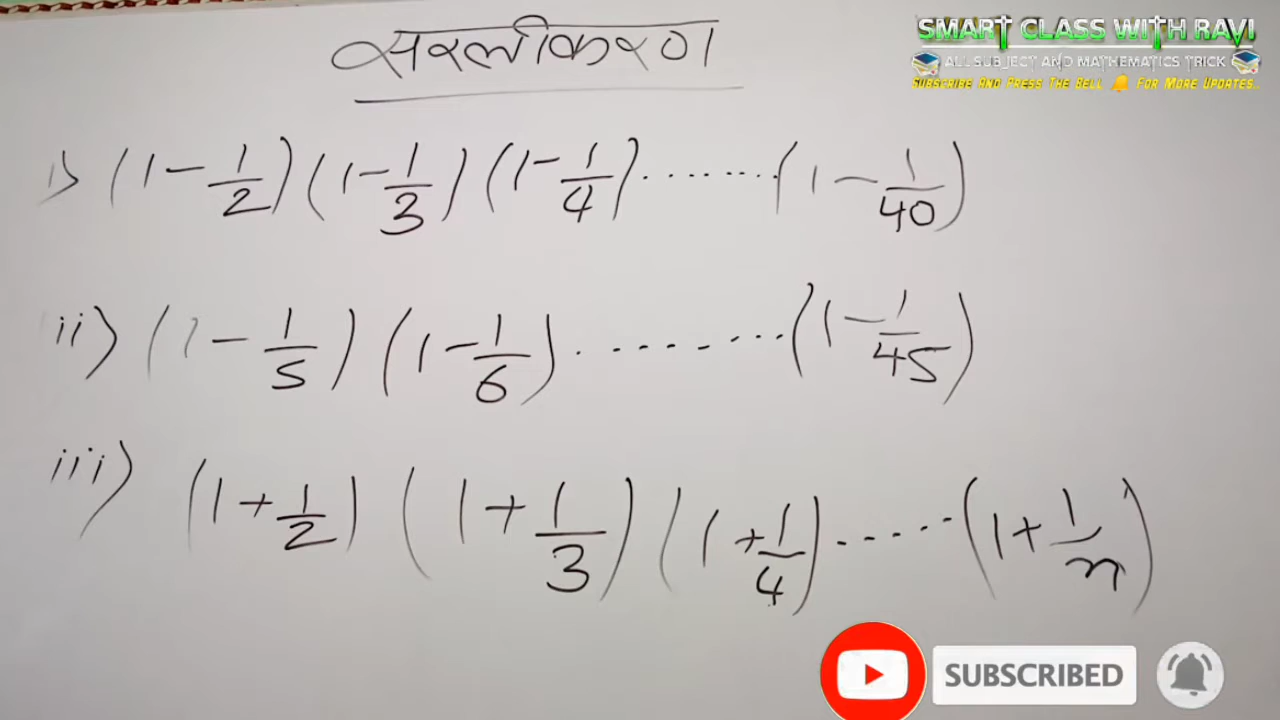 सरलीकरण
SMART CLASS WITH RAVI
ALL SUBJECT AND MATHEMATICS TRICK
SUBSCRIBE AND PRESS THE BELL 🔔 FOR MORE UPDATES..
i) (1 - 1/2) (1 - 1/3) (1 - 1/4) ........ (1 - 1/40)
ii) (1 - 1/5) (1 - 1/6) ......... (1 - 1/45)
iii) (1 + 1/2) (1 + 1/3) (1 + 1/4) ...... (1 + 1/n)
SUBSCRIBED